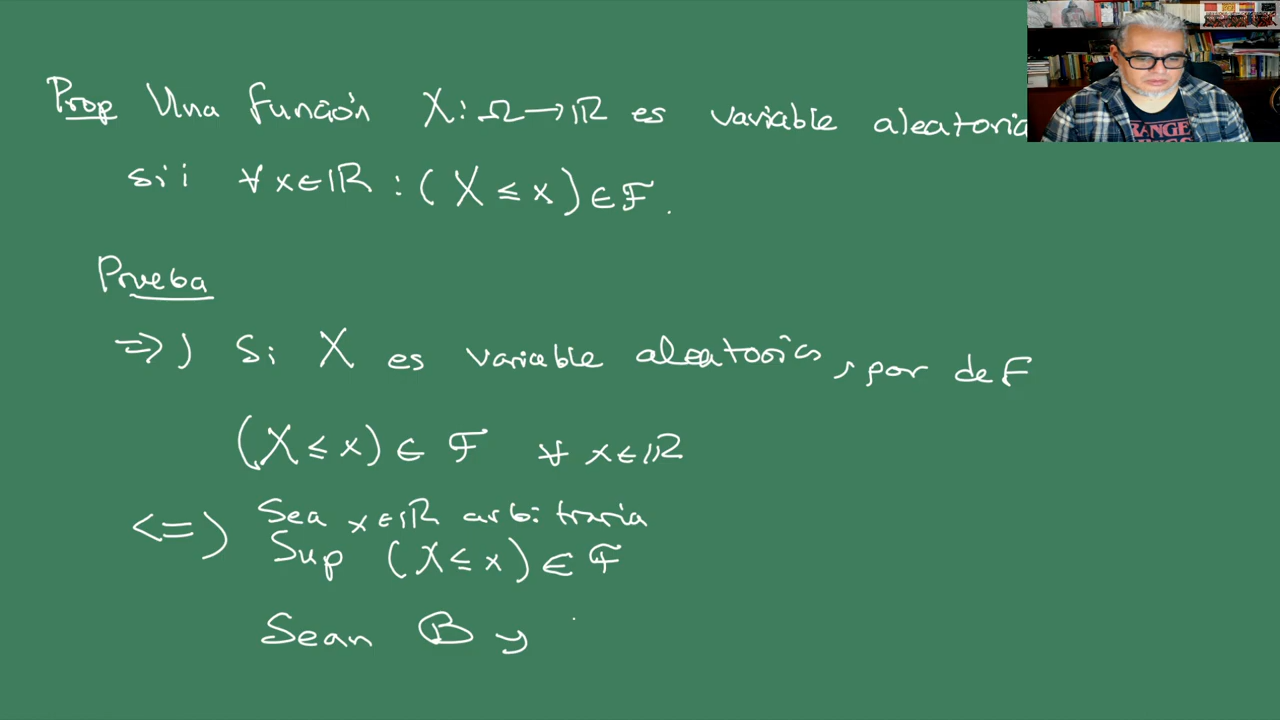 Prop Una función X: Ω → ℝ es variable aleatoria
sii ∀ x ∈ ℝ : (X ≤ x) ∈ ℱ.
Prueba
=>) Si X es variable aleatoria, por def
(X ≤ x) ∈ ℱ ∀ x ∈ ℝ
<=) Sea x ∈ ℝ arbitraria
Sup (X ≤ x) ∈ ℱ
Sean ℬ y